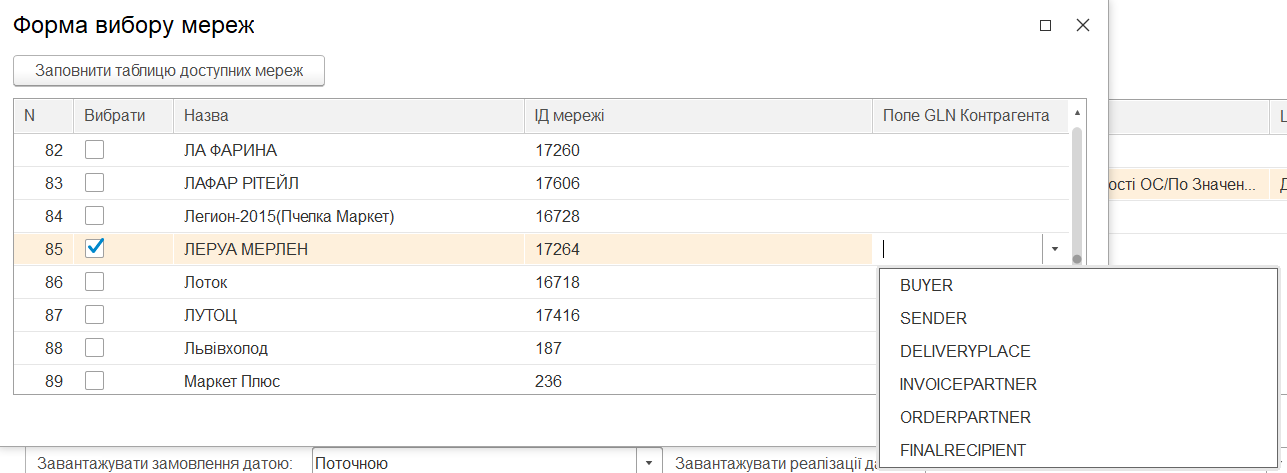 Форма вибору мереж
Заповнити таблицю доступних мереж
N Вибрати Назва ІД мережі Поле GLN Контрагента
82 ЛА ФАРИНА 17260
83 ЛАФАР РІТЕЙЛ 17606
ості ОС/По Значен...
84 Легион-2015(Пчелка Маркет) 16728
85 ЛЕРУА МЕРЛЕН 17264
86 Лоток 16718
BUYER
87 ЛУТОЦ 17416
SENDER
88 Львівхолод 187
DELIVERYPLACE
89 Маркет Плюс 236
INVOICEPARTNER
ORDERPARTNER
FINALRECIPIENT
Завантажувати замовлення датою: Поточною Завантажувати реалізації да